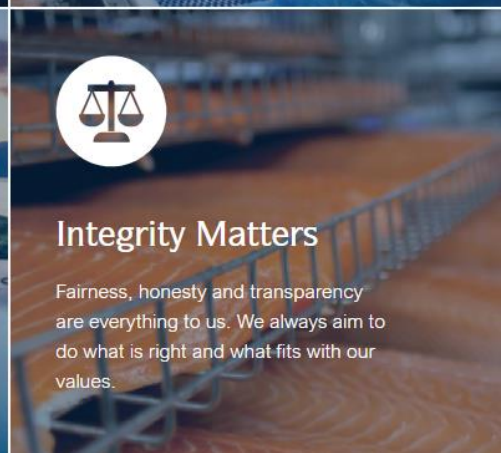 Integrity Matters
Fairness, honesty and transparency
are everything to us. We always aim to
do what is right and what fits with our
values.